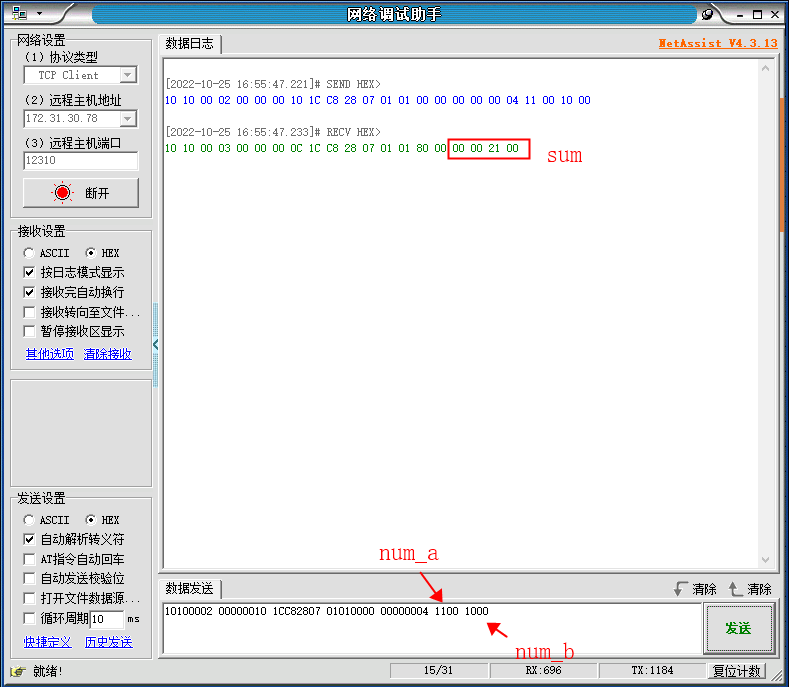 网络调试助手
网络设置
(1) 协议类型
TCP Client
(2) 远程主机地址
172.31.30.78
(3) 远程主机端口
12310
断开
接收设置
ASCII HEX
按日志模式显示
接收完自动换行
接收转向至文件...
暂停接收区显示
其他选项 清除接收
发送设置
ASCII HEX
自动解析转义符
AT指令自动回车
自动发送校验位
打开文件数据源...
循环周期 10 ms
快捷定义 历史发送
数据日志
NetAssist V4.3.13
[2022-10-25 16:55:47.221]# SEND HEX>
10 10 00 02 00 00 00 10 1C C8 28 07 01 01 00 00 00 00 00 04 11 00 10 00
[2022-10-25 16:55:47.233]# RECV HEX>
10 10 00 03 00 00 00 0C 1C C8 28 07 01 01 80 00 00 00 21 00
sum
num_a
数据发送
清除 清除
10100002 00000010 1CC82807 01010000 00000004 1100 1000
num_b
发送
就绪!
15/31
RX:696
TX:1184
复位计数